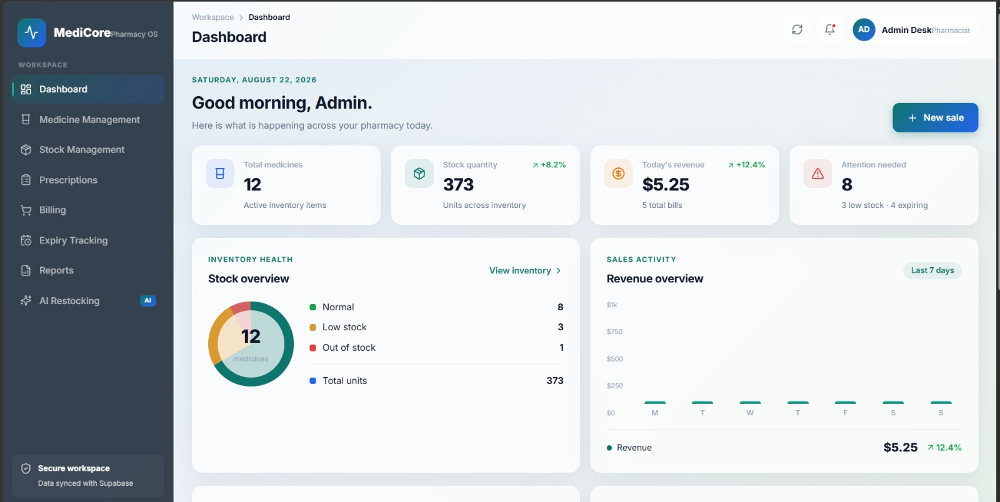 MediCore Pharmacy OS
WORKSPACE
Dashboard
Medicine Management
Stock Management
Prescriptions
Billing
Expiry Tracking
Reports
AI Restocking AI
Secure workspace
Data synced with Supabase
Workspace > Dashboard
Dashboard
AD Admin Desk Pharmacist
SATURDAY, AUGUST 22, 2026
Good morning, Admin.
Here is what is happening across your pharmacy today.
+ New sale
Total medicines
12
Active inventory items
Stock quantity +8.2%
373
Units across inventory
Today's revenue +12.4%
$5.25
5 total bills
Attention needed
8
3 low stock · 4 expiring
INVENTORY HEALTH
Stock overview
View inventory >
12
medicines
Normal 8
Low stock 3
Out of stock 1
Total units 373
SALES ACTIVITY
Revenue overview
Last 7 days
$1k
$750
$500
$250
$0
M T W T F S S
Revenue $5.25 12.4%